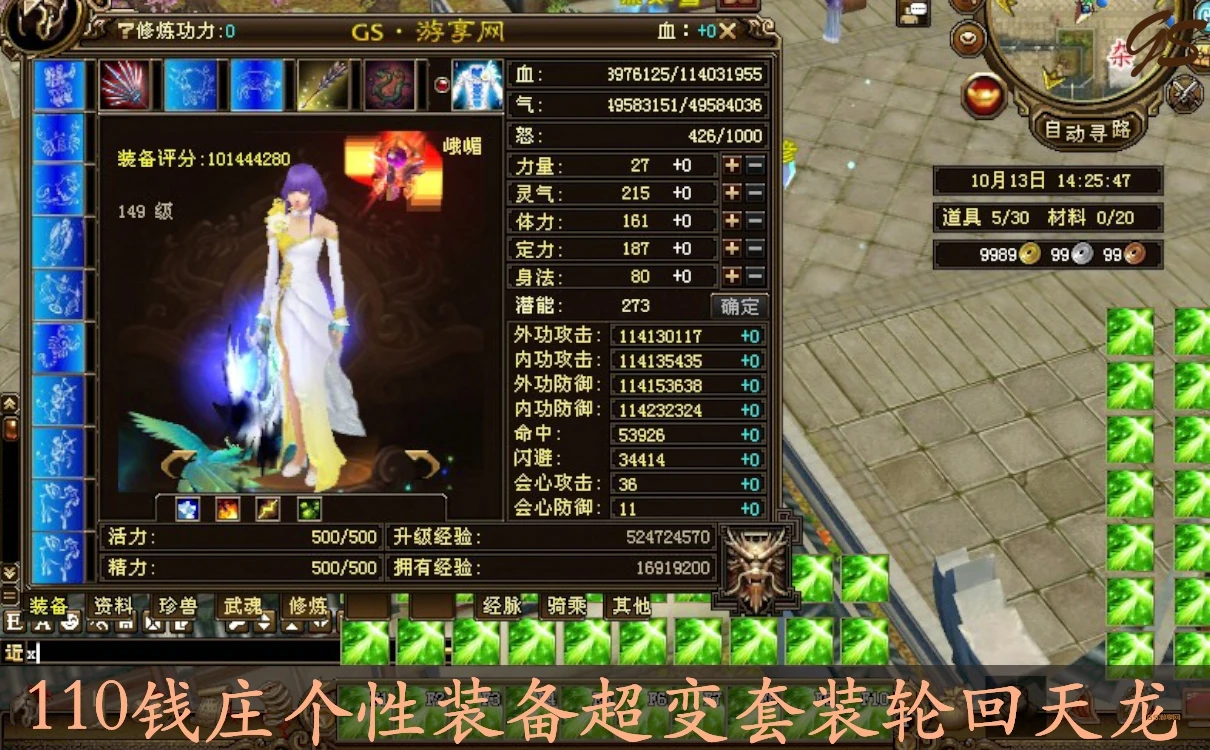 修炼功力:0
GS·游享网
血:+0
血: 3976125/114031955
气: 49583151/49584036
怒: 426/1000
装备评分:101444280
峨嵋
149 级
力量: 27 +0
灵气: 215 +0
体力: 161 +0
定力: 187 +0
身法: 80 +0
潜能: 273 确定
外功攻击: 114130117 +0
内功攻击: 114135435 +0
外功防御: 114153638 +0
内功防御: 114232324 +0
命中: 53926 +0
闪避: 34414 +0
会心攻击: 36 +0
会心防御: 11 +0
活力: 500/500 升级经验: 524724570
精力: 500/500 拥有经验: 16919200
装备 资料 珍兽 武魂 修炼 经脉 骑乘 其他
近 x
杂
GS
自动寻路
10月13日 14:25:47
道具 5/30 材料 0/20
9989 99 99
110钱庄个性装备超变套装轮回天龙